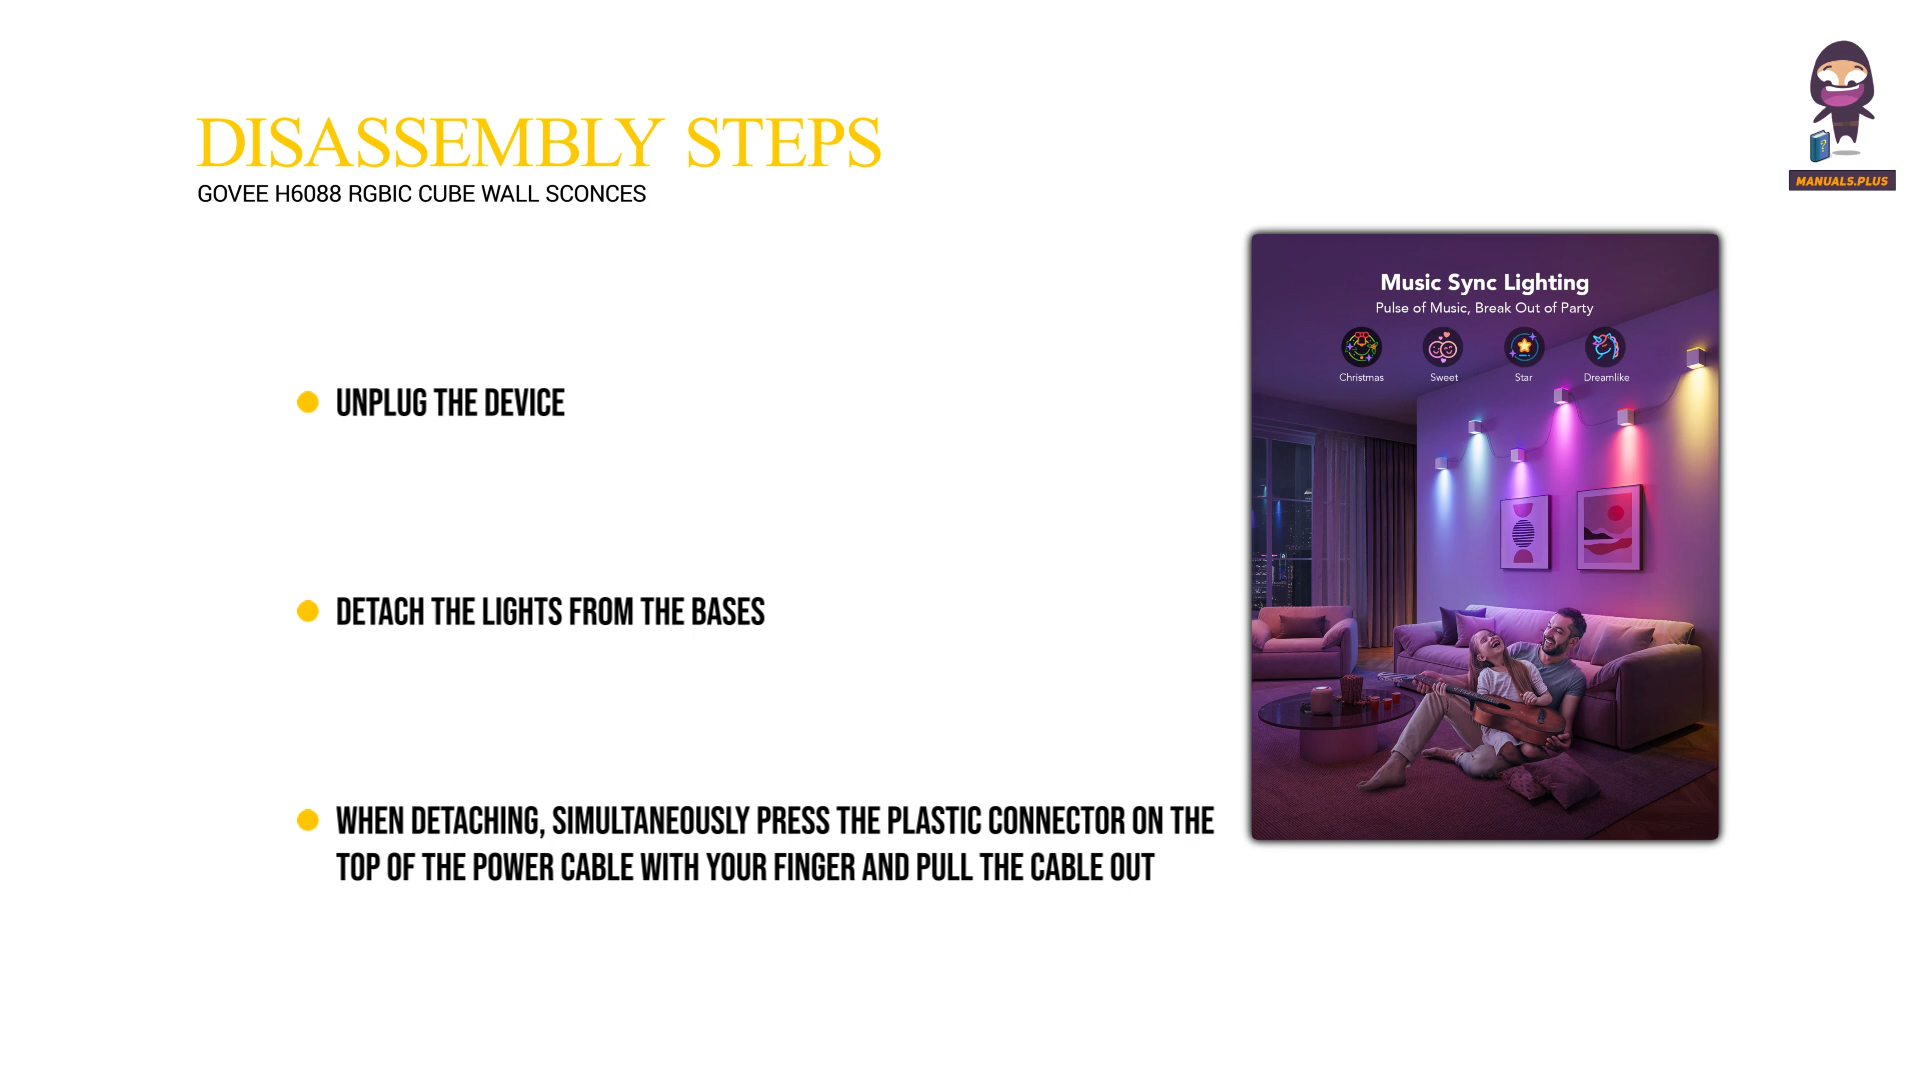 DISASSEMBLY STEPS
GOVEE H6088 RGBIC CUBE WALL SCONCES
MANUALS.PLUS
Music Sync Lighting
Pulse of Music, Break Out of Party
Christmas Sweet Star Dreamlike
UNPLUG THE DEVICE
DETACH THE LIGHTS FROM THE BASES
WHEN DETACHING, SIMULTANEOUSLY PRESS THE PLASTIC CONNECTOR ON THE
TOP OF THE POWER CABLE WITH YOUR FINGER AND PULL THE CABLE OUT